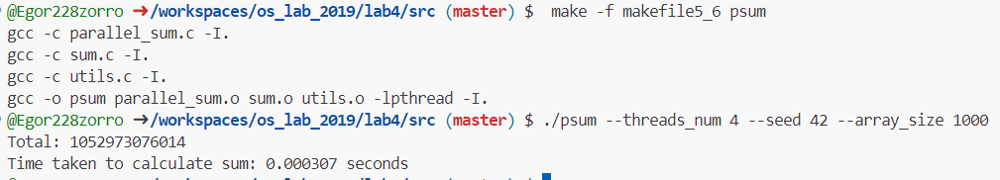 @Egor228zorro ➜/workspaces/os_lab_2019/lab4/src (master) $  make -f makefile5_6 psum
gcc -c parallel_sum.c -I.
gcc -c sum.c -I.
gcc -c utils.c -I.
gcc -o psum parallel_sum.o sum.o utils.o -lpthread -I.
@Egor228zorro ➜/workspaces/os_lab_2019/lab4/src (master) $ ./psum --threads_num 4 --seed 42 --array_size 1000
Total: 1052973076014
Time taken to calculate sum: 0.000307 seconds